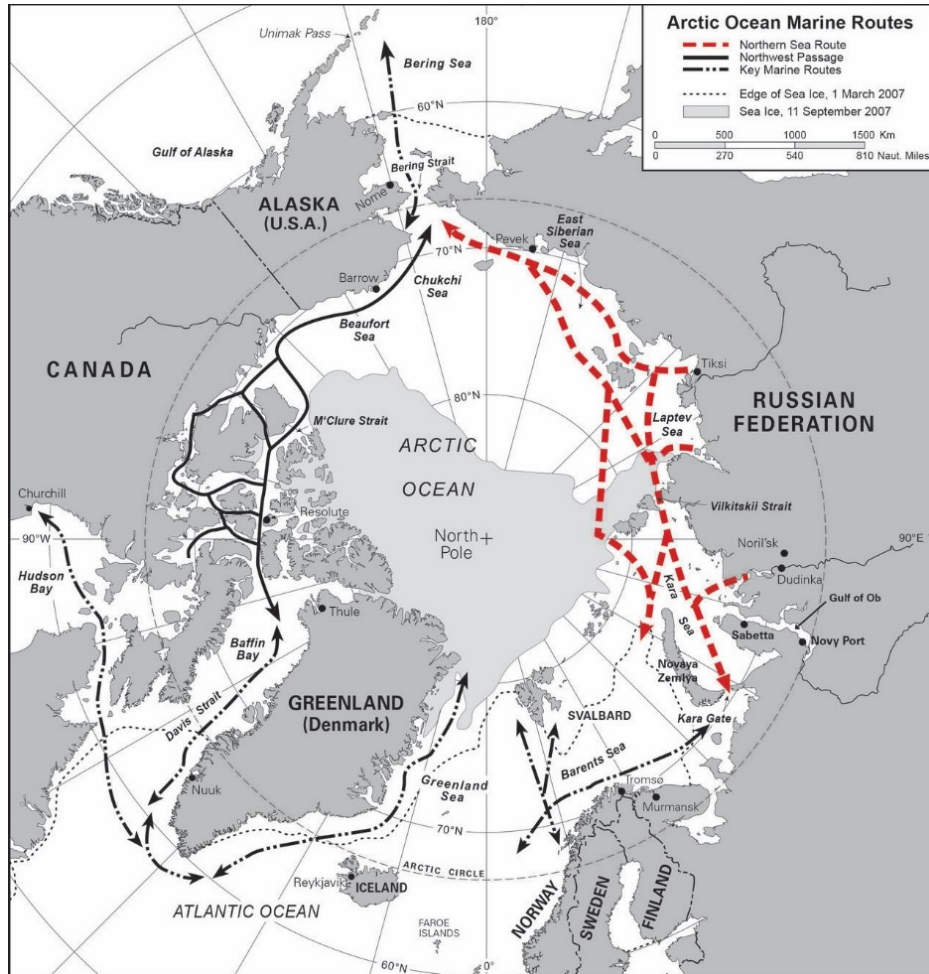 Arctic Ocean Marine Routes
Northern Sea Route
Northwest Passage
Key Marine Routes
Edge of Sea Ice, 1 March 2007
Sea Ice, 11 September 2007
0 500 1000 1500 Km
0 270 540 810 Naut. Miles
180°
Unimak Pass
Bering Sea
60°N
Gulf of Alaska
Bering Strait
ALASKA
(U.S.A.)
Nome
Pevek
East
Siberian
Sea
70°N
Barrow
Chukchi
Sea
Beaufort
Sea
CANADA
Tiksi
80°N
RUSSIAN
FEDERATION
Laptev
Sea
M'Clure Strait
ARCTIC
OCEAN
Churchill
Resolute
Vilkitskii Strait
90°W
North
Pole
Noril'sk
90°E
Dudinka
Hudson
Bay
Thule
Kara
Sea
Gulf of Ob
Sabetta
Novy Port
Baffin
Bay
Novaya
Zemlya
GREENLAND
(Denmark)
SVALBARD
Kara Gate
Davis Strait
Barents Sea
Greenland
Sea
Tromsø
Murmansk
Nuuk
70°N
ARCTIC CIRCLE
Reykjavik
ICELAND
ATLANTIC OCEAN
NORWAY
SWEDEN
FINLAND
FAROE
ISLANDS
60°N
0°